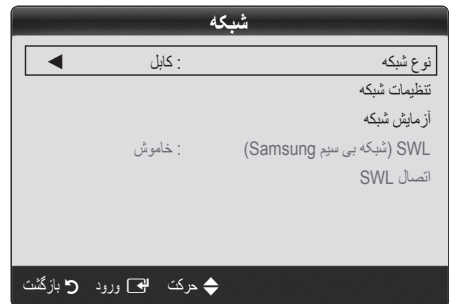 شبکه
نوع شبکه : کابل
تنظیمات شبکه
آزمایش شبکه
SWL (شبکه بی سیم Samsung) : خاموش
اتصال SWL
حرکت ورود بازگشت